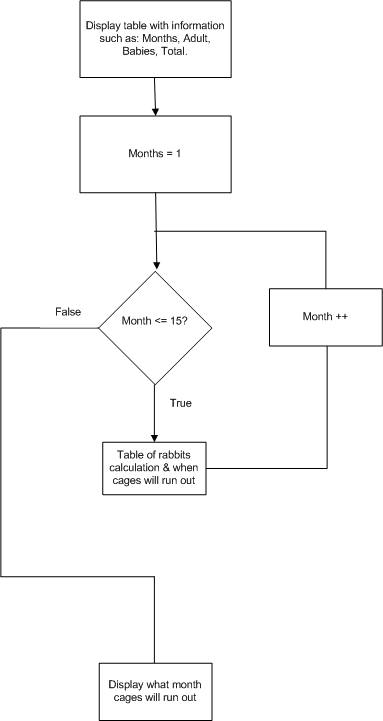 Display table with information
such as: Months, Adult,
Babies, Total.
Months = 1
Month <= 15?
False
Month ++
True
Table of rabbits
calculation & when
cages will run out
Display what month
cages will run out